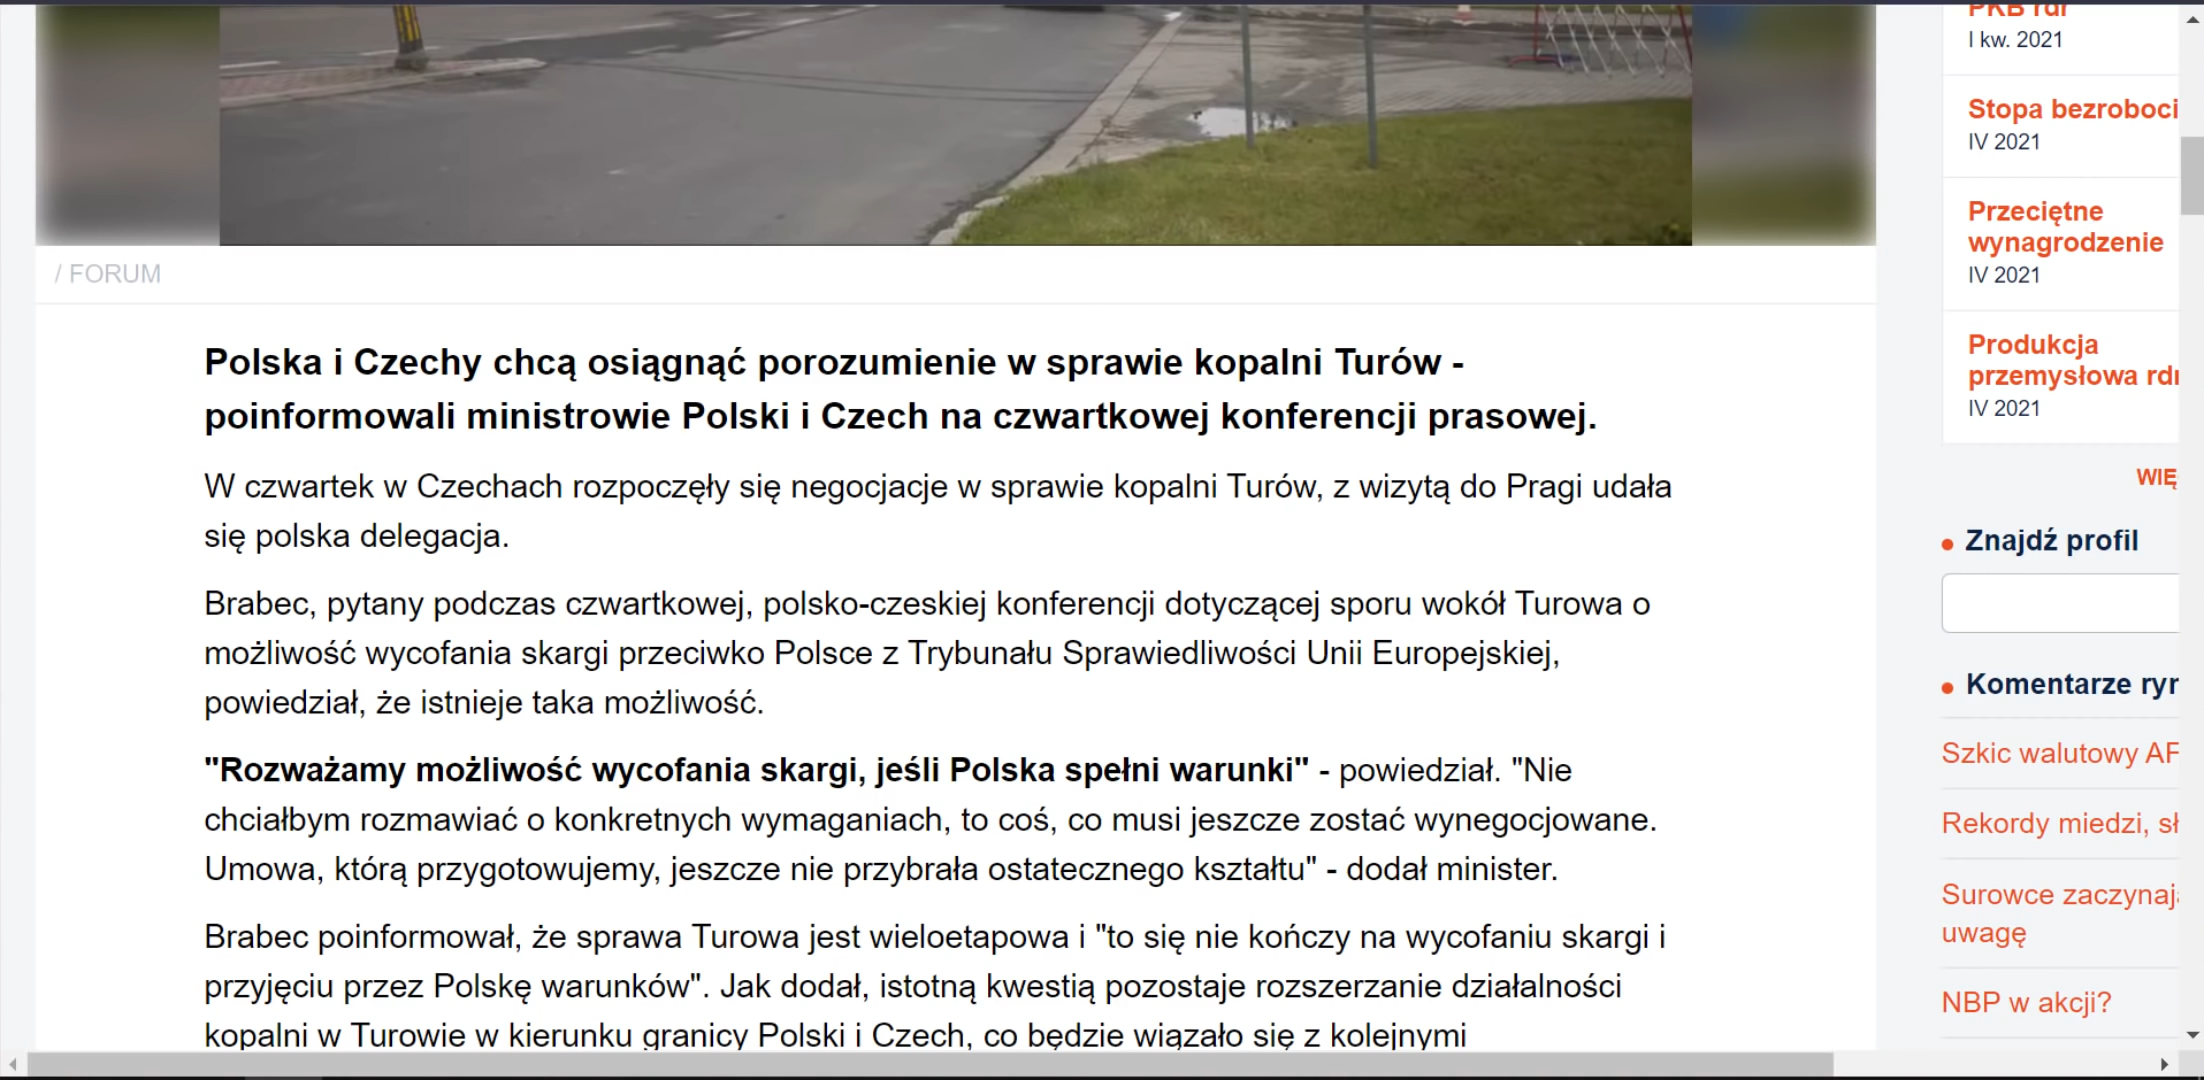 / FORUM
Polska i Czechy chcą osiągnąć porozumienie w sprawie kopalni Turów -
poinformowali ministrowie Polski i Czech na czwartkowej konferencji prasowej.
W czwartek w Czechach rozpoczęły się negocjacje w sprawie kopalni Turów, z wizytą do Pragi udała
się polska delegacja.
Brabec, pytany podczas czwartkowej, polsko-czeskiej konferencji dotyczącej sporu wokół Turowa o
możliwość wycofania skargi przeciwko Polsce z Trybunału Sprawiedliwości Unii Europejskiej,
powiedział, że istnieje taka możliwość.
"Rozważamy możliwość wycofania skargi, jeśli Polska spełni warunki" - powiedział. "Nie
chciałbym rozmawiać o konkretnych wymaganiach, to coś, co musi jeszcze zostać wynegocjowane.
Umowa, którą przygotowujemy, jeszcze nie przybrała ostatecznego kształtu" - dodał minister.
Brabec poinformował, że sprawa Turowa jest wieloetapowa i "to się nie kończy na wycofaniu skargi i
przyjęciu przez Polskę warunków". Jak dodał, istotną kwestią pozostaje rozszerzanie działalności
kopalni w Turowie w kierunku granicy Polski i Czech, co będzie wiązało się z kolejnymi
PKB rdr
I kw. 2021
Stopa bezroboci
IV 2021
Przeciętne
wynagrodzenie
IV 2021
Produkcja
przemysłowa rdr
IV 2021
WIĘ
Znajdź profil
Komentarze ryn
Szkic walutowy AF
Rekordy miedzi, sł
Surowce zaczynaj
uwagę
NBP w akcji?